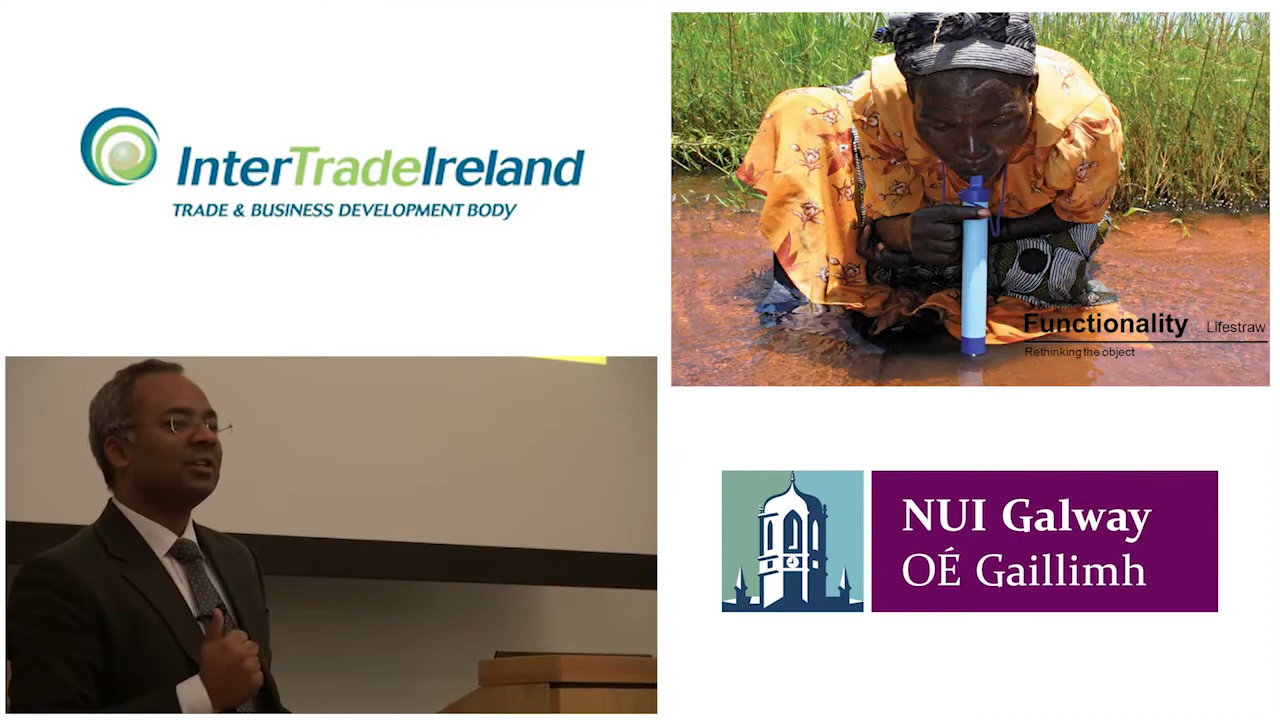 InterTradeIreland
TRADE & BUSINESS DEVELOPMENT BODY
Functionality Lifestraw
Rethinking the object
NUI Galway
OÉ Gaillimh